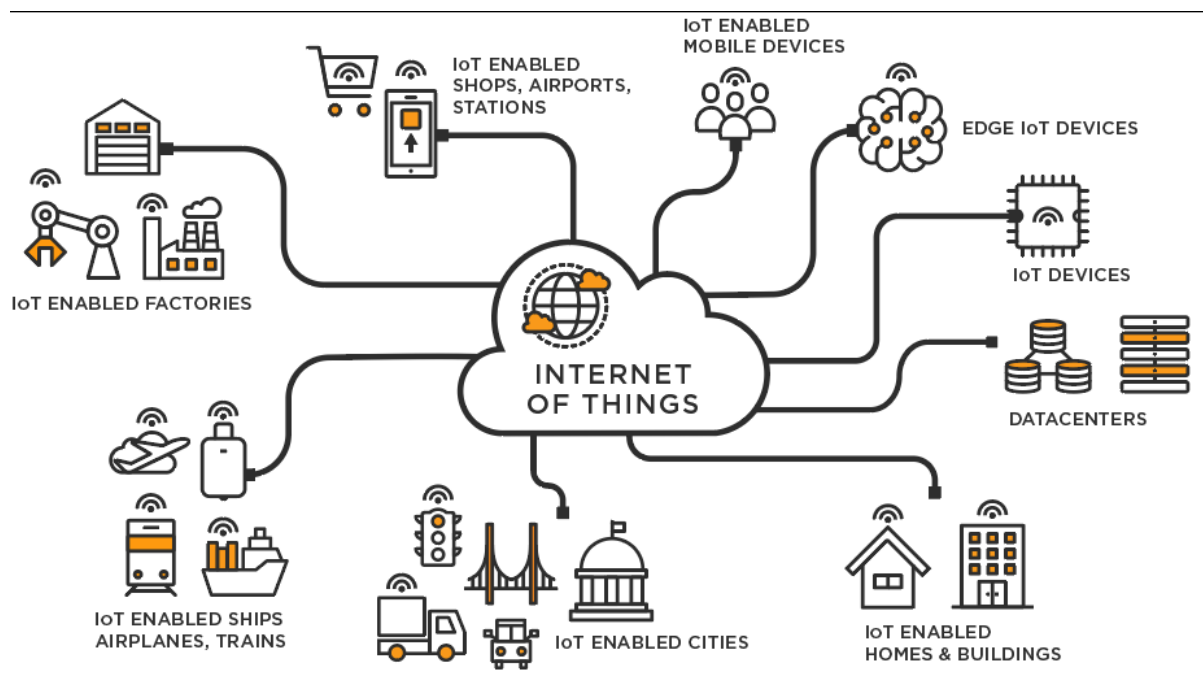 IoT ENABLED
MOBILE DEVICES
IoT ENABLED
SHOPS, AIRPORTS,
STATIONS
EDGE IoT DEVICES
IoT DEVICES
IoT ENABLED FACTORIES
INTERNET
OF THINGS
DATACENTERS
IoT ENABLED SHIPS
AIRPLANES, TRAINS
IoT ENABLED CITIES
IoT ENABLED
HOMES & BUILDINGS